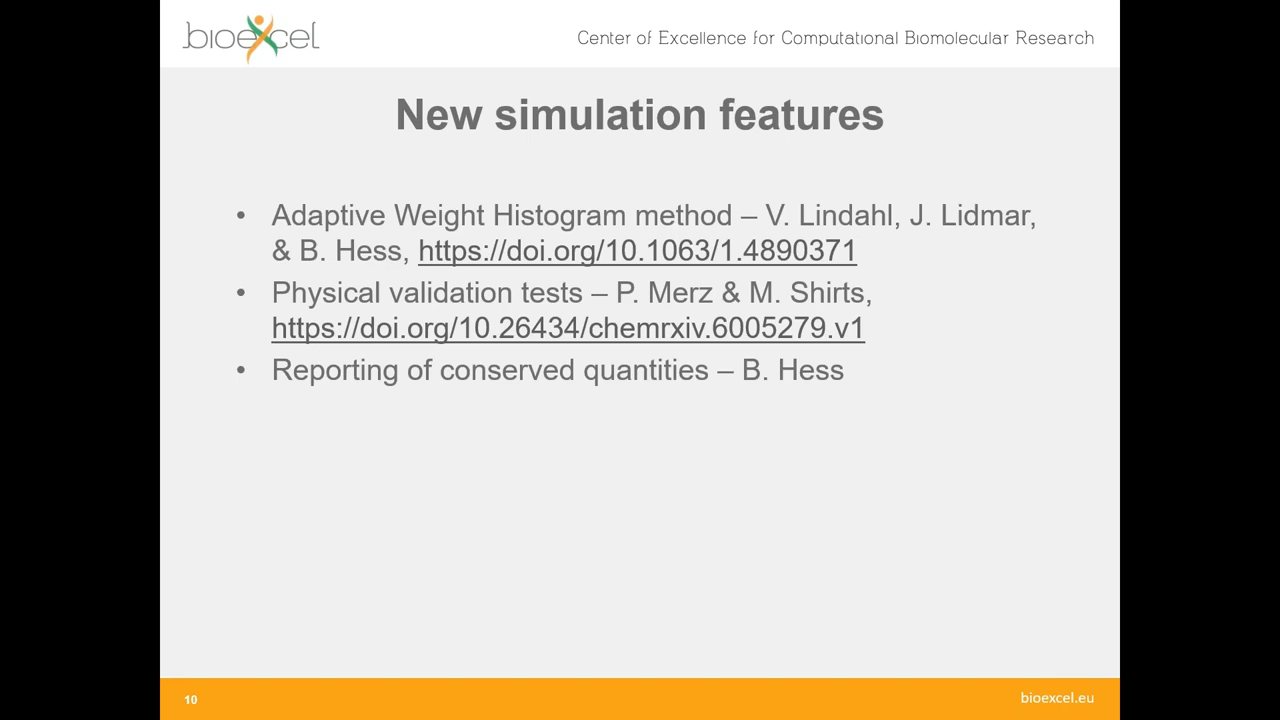 bioexcel
Center of Excellence for Computational Biomolecular Research
New simulation features
• Adaptive Weight Histogram method – V. Lindahl, J. Lidmar,
& B. Hess, https://doi.org/10.1063/1.4890371
• Physical validation tests – P. Merz & M. Shirts,
https://doi.org/10.26434/chemrxiv.6005279.v1
• Reporting of conserved quantities – B. Hess
10
bioexcel.eu